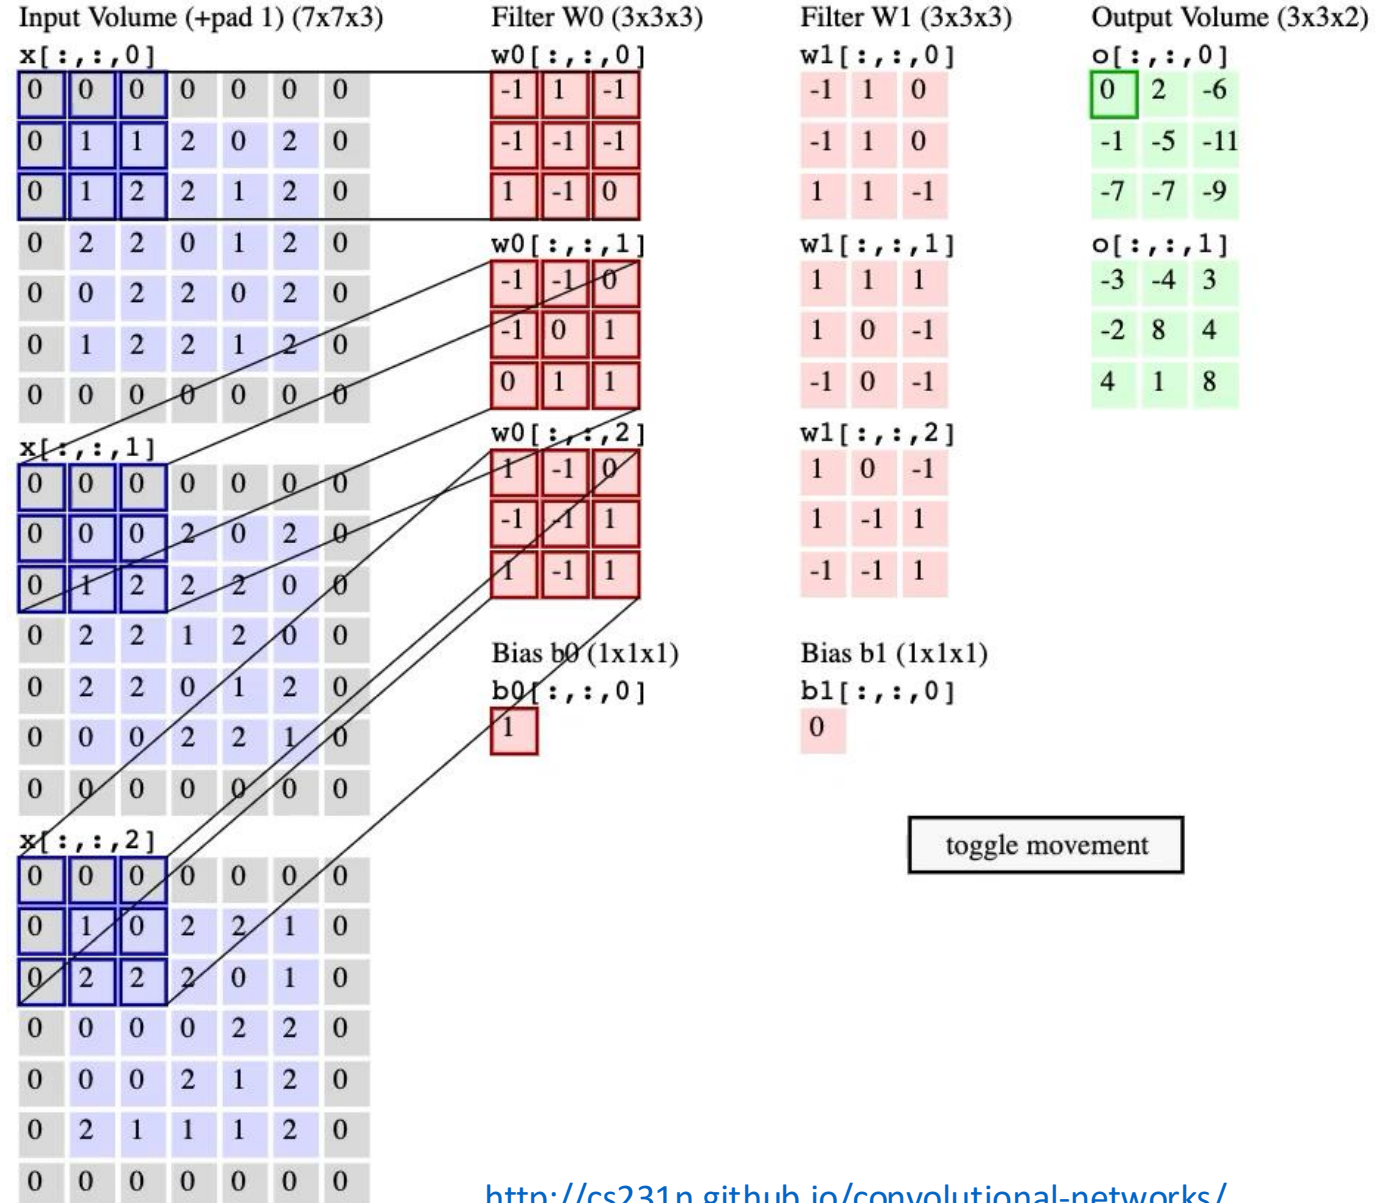 Input Volume (+pad 1) (7x7x3)
x[:,:,0]
0 0 0 0 0 0 0
0 1 1 2 0 2 0
0 1 2 2 1 2 0
0 2 2 0 1 2 0
0 0 2 2 0 2 0
0 1 2 2 1 2 0
0 0 0 0 0 0 0
x[:,:,1]
0 0 0 0 0 0 0
0 0 0 2 0 2 0
0 1 2 2 2 0 0
0 2 2 1 2 0 0
0 2 2 0 1 2 0
0 0 0 2 2 1 0
0 0 0 0 0 0 0
x[:,:,2]
0 0 0 0 0 0 0
0 1 0 2 2 1 0
0 2 2 2 0 1 0
0 0 0 0 2 2 0
0 0 0 2 1 2 0
0 2 1 1 1 2 0
0 0 0 0 0 0 0
Filter W0 (3x3x3)
w0[:,:,0]
-1 1 -1
-1 -1 -1
1 -1 0
w0[:,:,1]
-1 -1 0
-1 0 1
0 1 1
w0[:,:,2]
1 -1 0
-1 -1 1
1 -1 1
Bias b0 (1x1x1)
b0[:,:,0]
1
Filter W1 (3x3x3)
w1[:,:,0]
-1 1 0
-1 1 0
1 1 -1
w1[:,:,1]
1 1 1
1 0 -1
-1 0 -1
w1[:,:,2]
1 0 -1
1 -1 1
-1 -1 1
Bias b1 (1x1x1)
b1[:,:,0]
0
Output Volume (3x3x2)
o[:,:,0]
0 2 -6
-1 -5 -11
-7 -7 -9
o[:,:,1]
-3 -4 3
-2 8 4
4 1 8
toggle movement
http://cs231n.github.io/convolutional-networks/